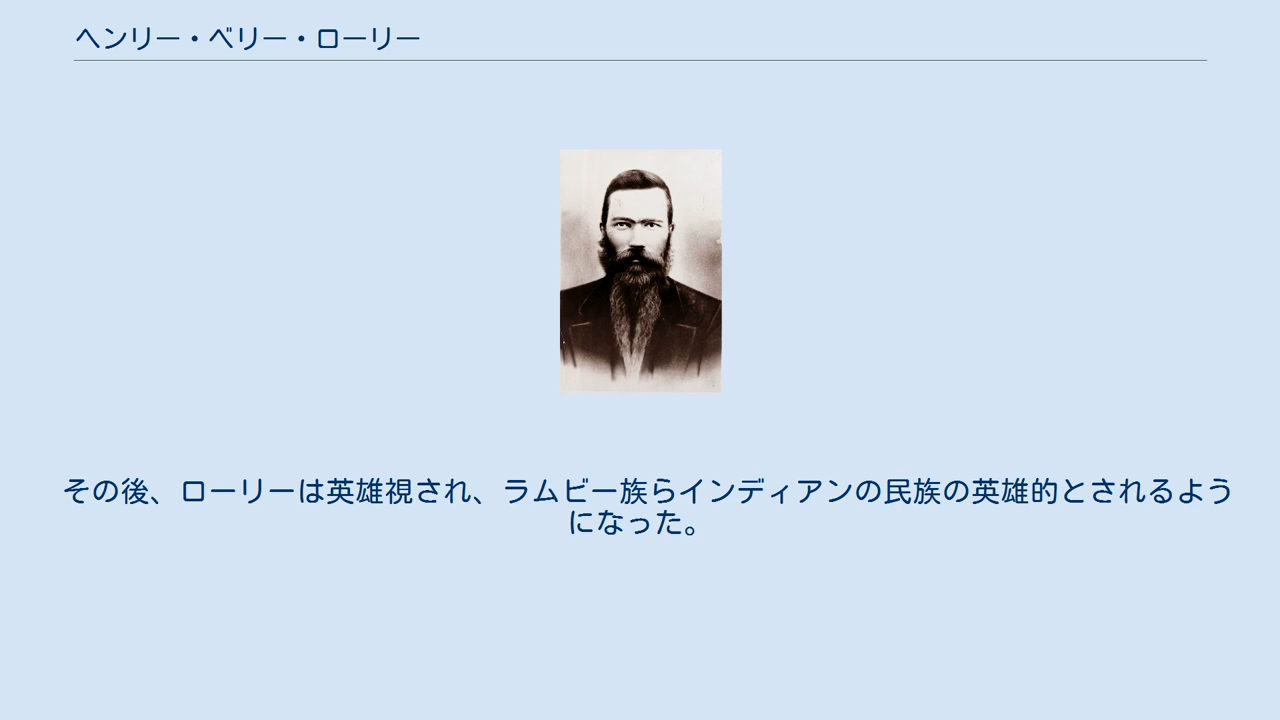 ヘンリー・ベリー・ローリー
その後、ローリーは英雄視され、ラムビー族らインディアンの民族の英雄的とされるよう
になった。